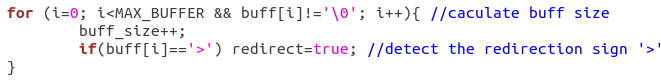 for (i=0; i<MAX_BUFFER && buff[i]!='\0'; i++){ //caculate buff size
        buff_size++;
        if(buff[i]=='>') redirect=true; //detect the redirection sign '>'
}